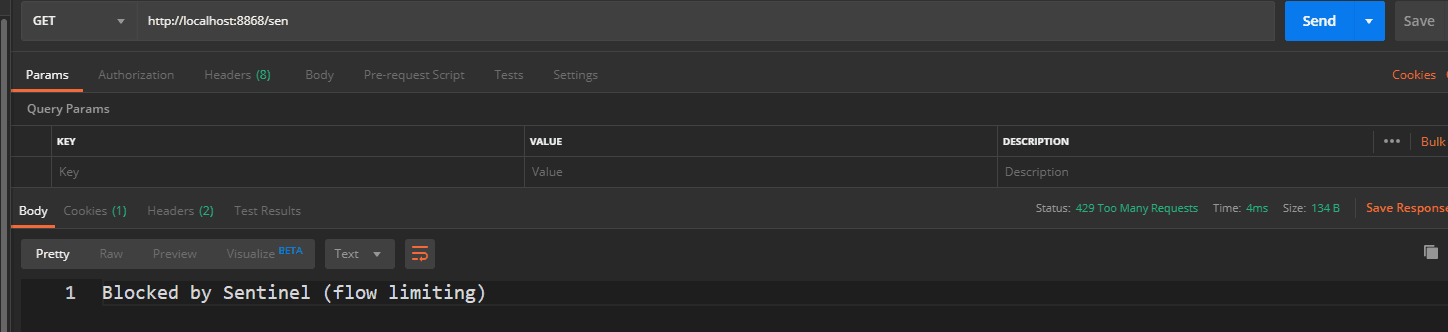 GET http://localhost:8868/sen Send Save
Params Authorization Headers (8) Body Pre-request Script Tests Settings Cookies
Query Params
KEY VALUE DESCRIPTION Bulk
Key Value Description
Body Cookies (1) Headers (2) Test Results Status: 429 Too Many Requests Time: 4ms Size: 134 B Save Response
Pretty Raw Preview Visualize BETA Text
1 Blocked by Sentinel (flow limiting)